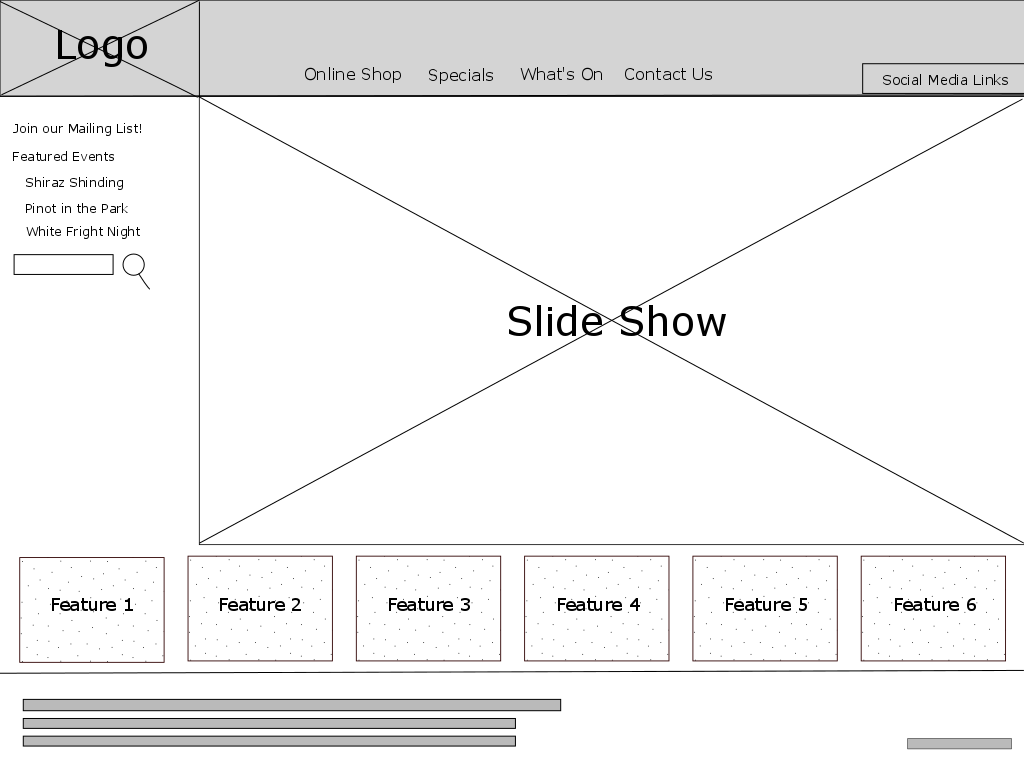 Logo
Online Shop Specials What's On Contact Us
Social Media Links
Join our Mailing List!
Featured Events
Shiraz Shinding
Pinot in the Park
White Fright Night
Slide Show
Feature 1 Feature 2 Feature 3 Feature 4 Feature 5 Feature 6